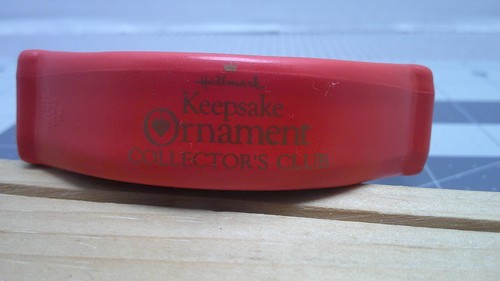 Hallmark
Keepsake
Ornament
COLLECTOR'S CLUB